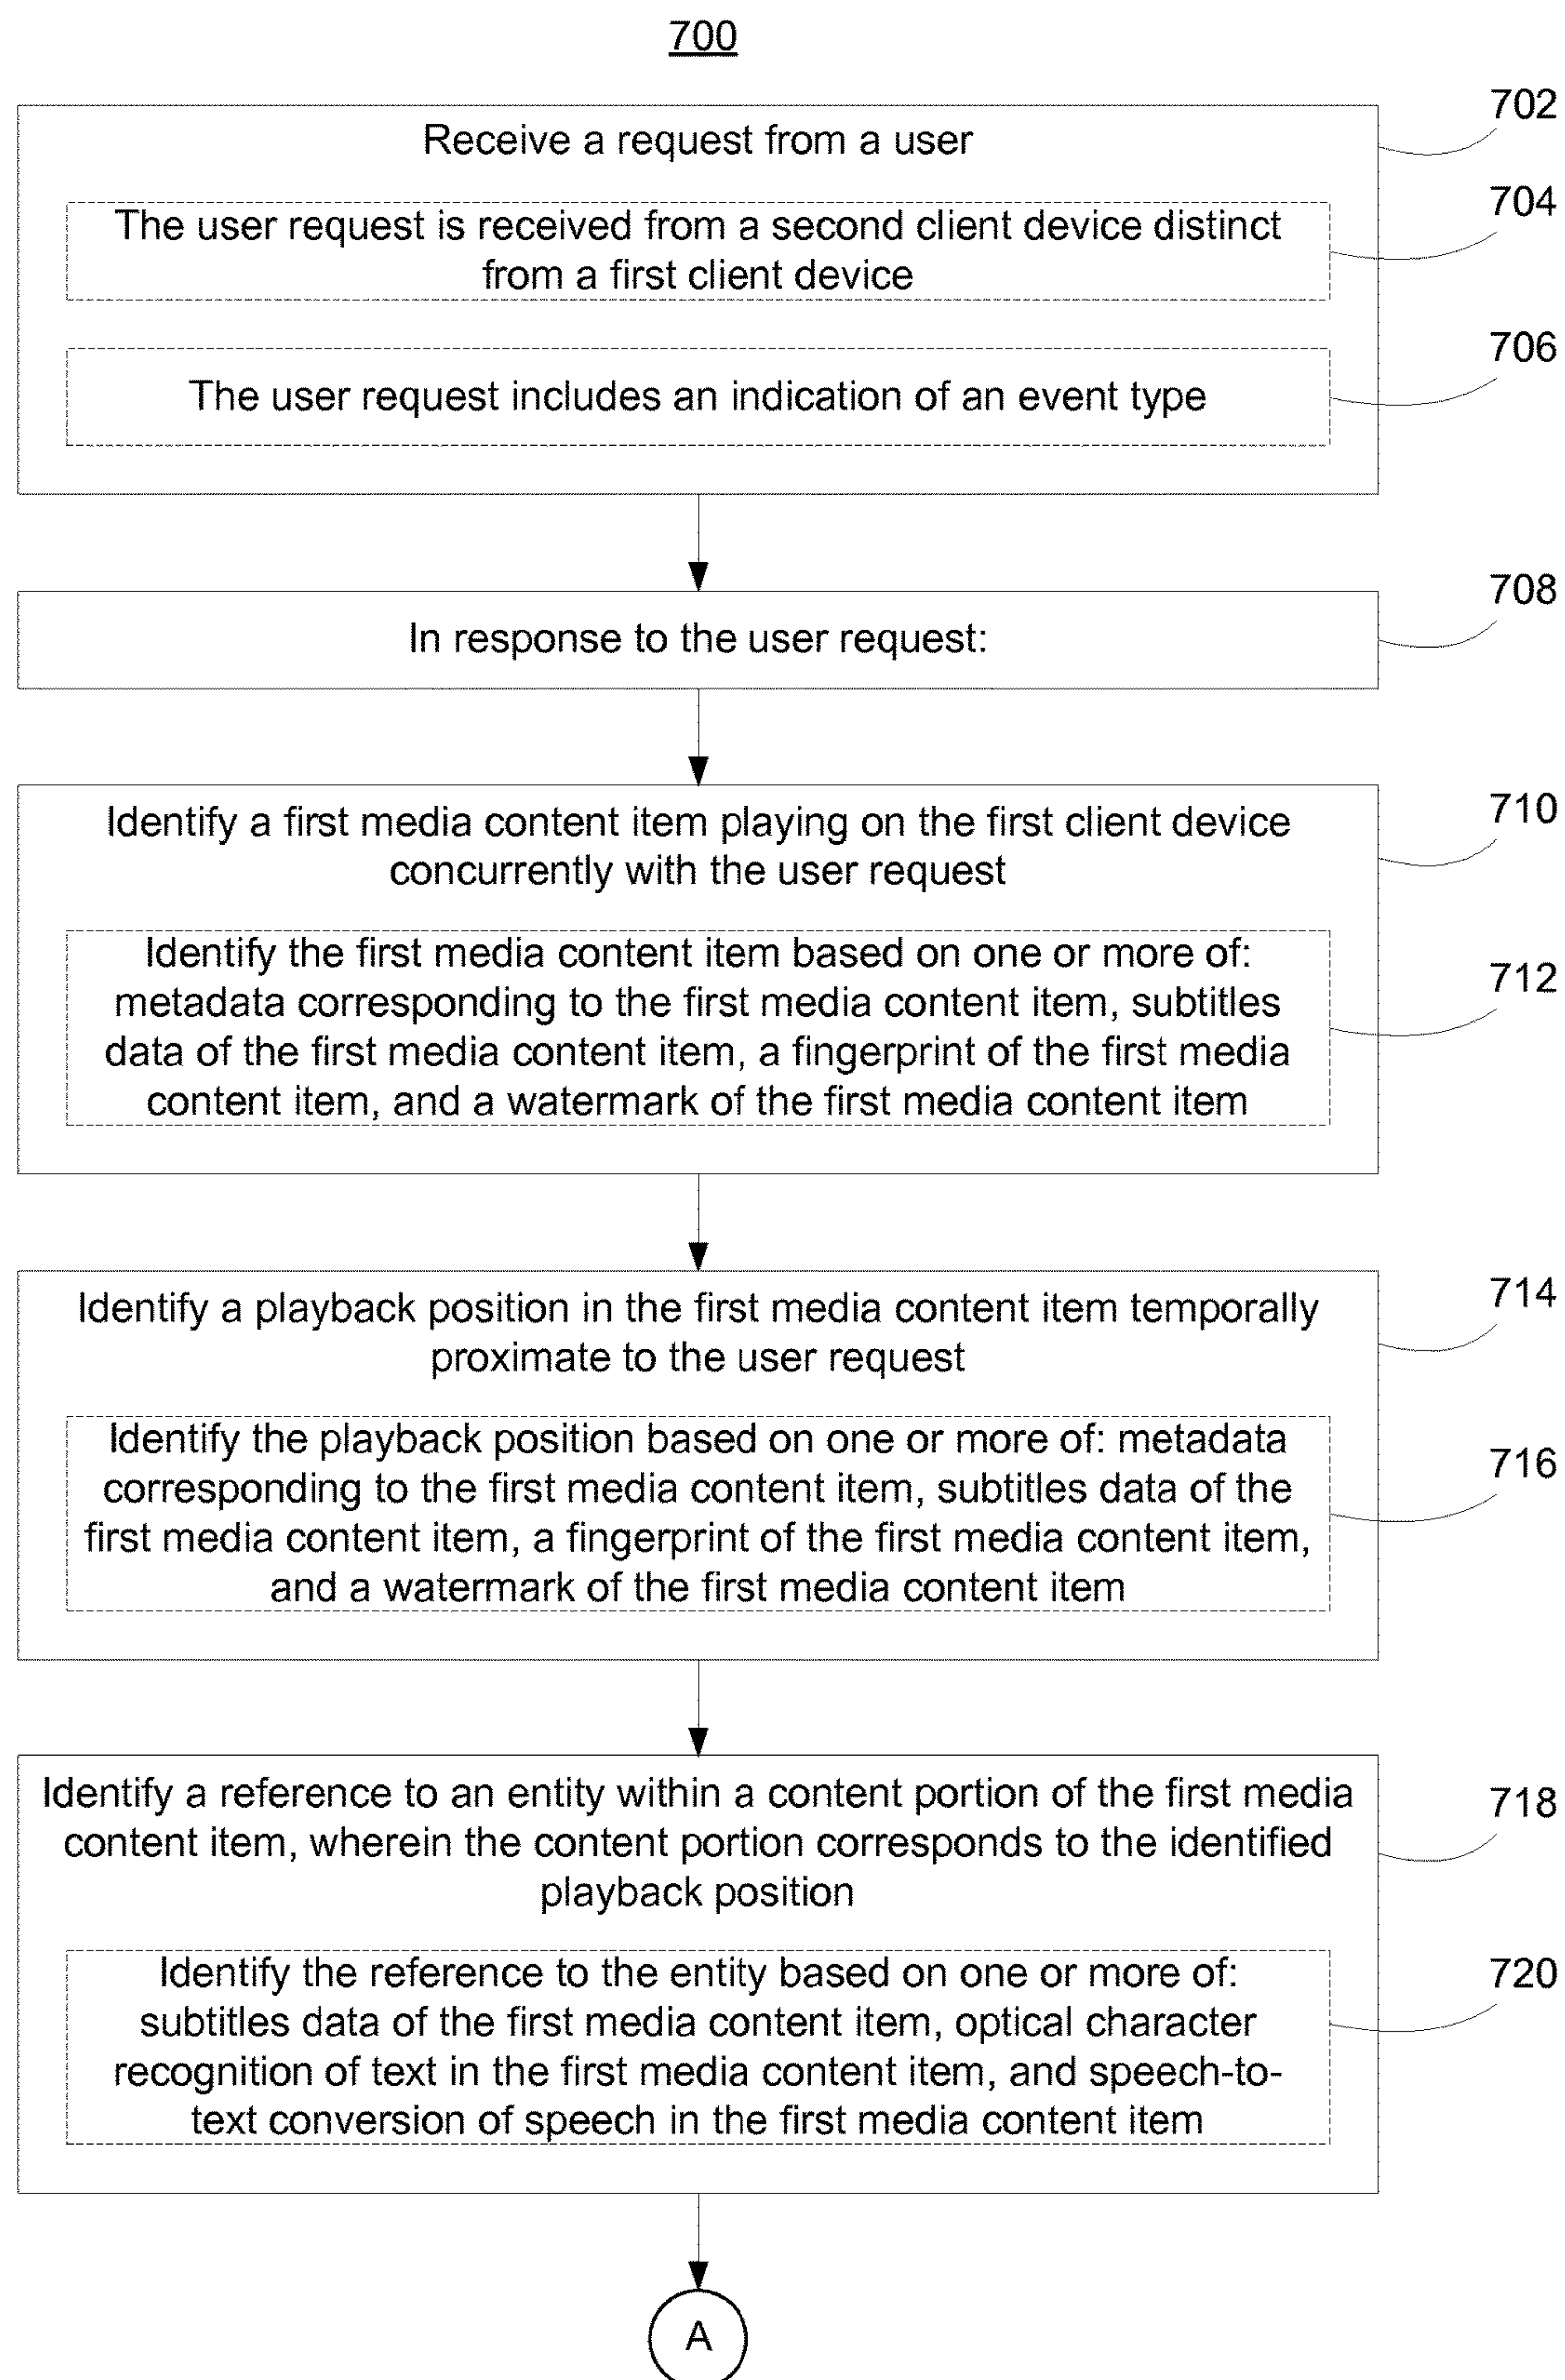 700
702
Receive a request from a user
704
The user request is received from a second client device distinct
from a first client device
706
The user request includes an indication of an event type
708
In response to the user request:
710
Identify a first media content item playing on the first client device
concurrently with the user request
712
Identify the first media content item based on one or more of:
metadata corresponding to the first media content item, subtitles
data of the first media content item, a fingerprint of the first media
content item, and a watermark of the first media content item
714
Identify a playback position in the first media content item temporally
proximate to the user request
716
Identify the playback position based on one or more of: metadata
corresponding to the first media content item, subtitles data of the
first media content item, a fingerprint of the first media content item,
and a watermark of the first media content item
718
Identify a reference to an entity within a content portion of the first media
content item, wherein the content portion corresponds to the identified
playback position
720
Identify the reference to the entity based on one or more of:
subtitles data of the first media content item, optical character
recognition of text in the first media content item, and speech-to-
text conversion of speech in the first media content item
A